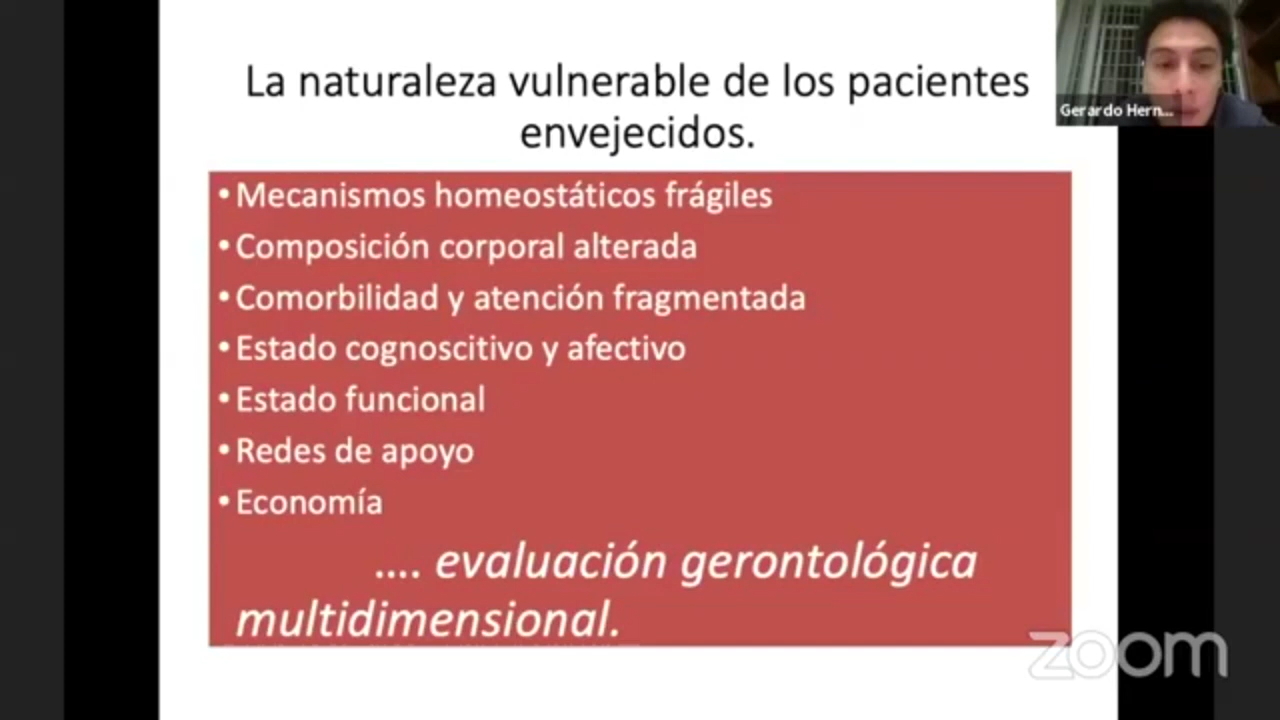 La naturaleza vulnerable de los pacientes
envejecidos.
Gerardo Hern...
•Mecanismos homeostáticos frágiles
•Composición corporal alterada
•Comorbilidad y atención fragmentada
•Estado cognoscitivo y afectivo
•Estado funcional
•Redes de apoyo
•Economía
.... evaluación gerontológica
multidimensional.
zoom